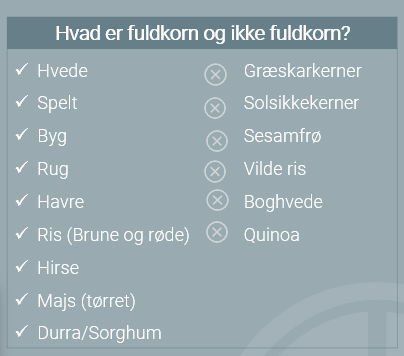 Hvad er fuldkorn og ikke fuldkorn?
Hvede
Spelt
Byg
Rug
Havre
Ris (Brune og røde)
Hirse
Majs (tørret)
Durra/Sorghum
Græskarkerner
Solsikkekerner
Sesamfrø
Vilde ris
Boghvede
Quinoa